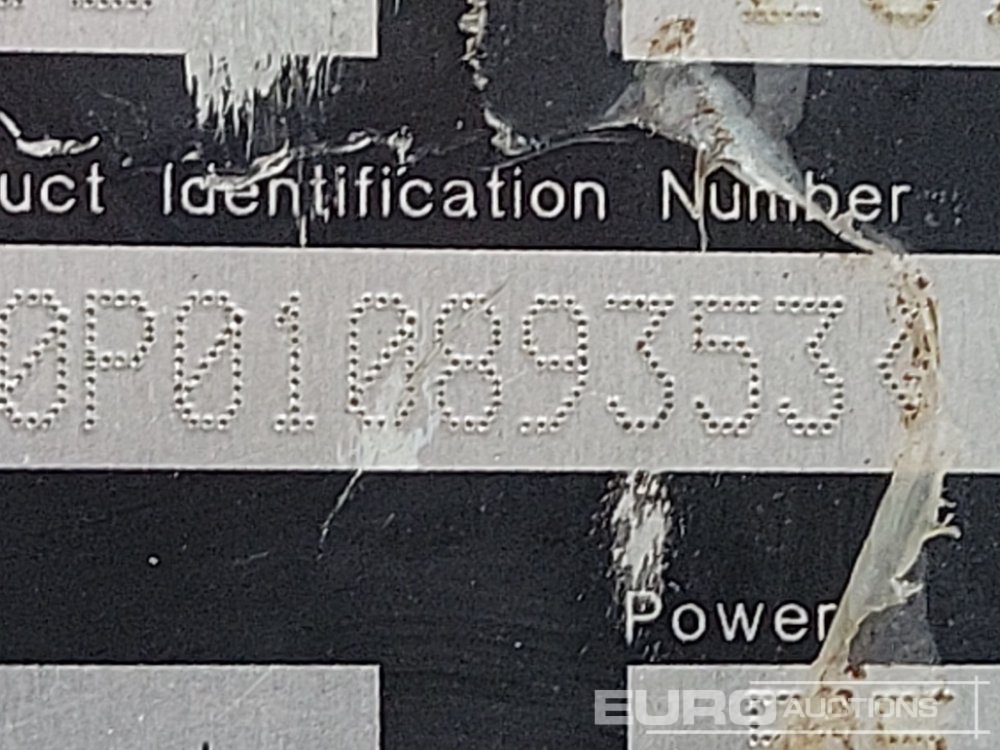 uct Identification Number
0P01089353
Power
EURO AUCTIONS